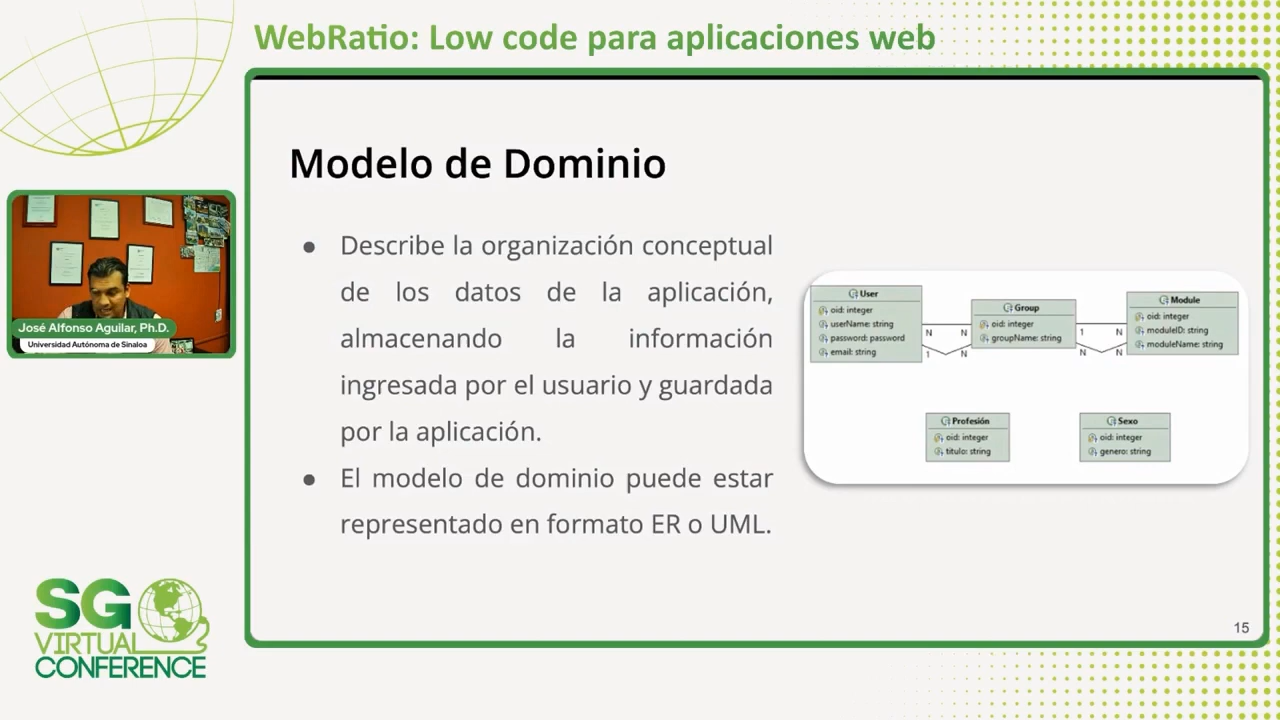 WebRatio: Low code para aplicaciones web
Modelo de Dominio
● Describe la organización conceptual
de los datos de la aplicación,
almacenando la información
ingresada por el usuario y guardada
por la aplicación.
● El modelo de dominio puede estar
representado en formato ER o UML.
User
oid: integer
userName: string
password: password
email: string
N N
1 N
Group
oid: integer
groupName: string
1 N
N N
Module
oid: integer
moduleID: string
moduleName: string
Profesión
oid: integer
titulo: string
Sexo
oid: integer
genero: string
15
José Alfonso Aguilar, Ph.D.
Universidad Autónoma de Sinaloa
SG
VIRTUAL
CONFERENCE